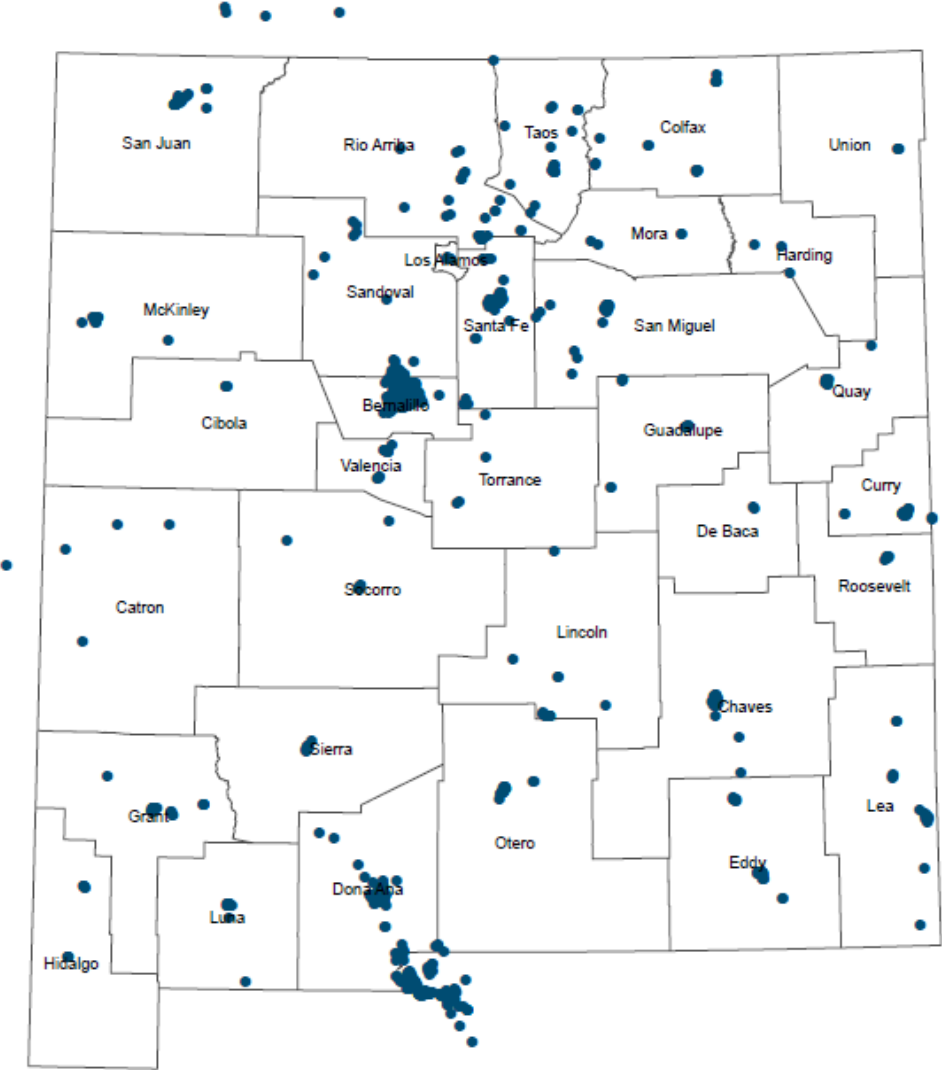 San Juan
Rio Arriba
Taos
Colfax
Union
Mora
Harding
Los Alamos
Sandoval
McKinley
Santa Fe
San Miguel
Quay
Bernalillo
Cibola
Guadalupe
Valencia
Torrance
Curry
De Baca
Roosevelt
Socorro
Catron
Lincoln
Chaves
Sierra
Lea
Grant
Otero
Eddy
Dona Ana
Luna
Hidalgo